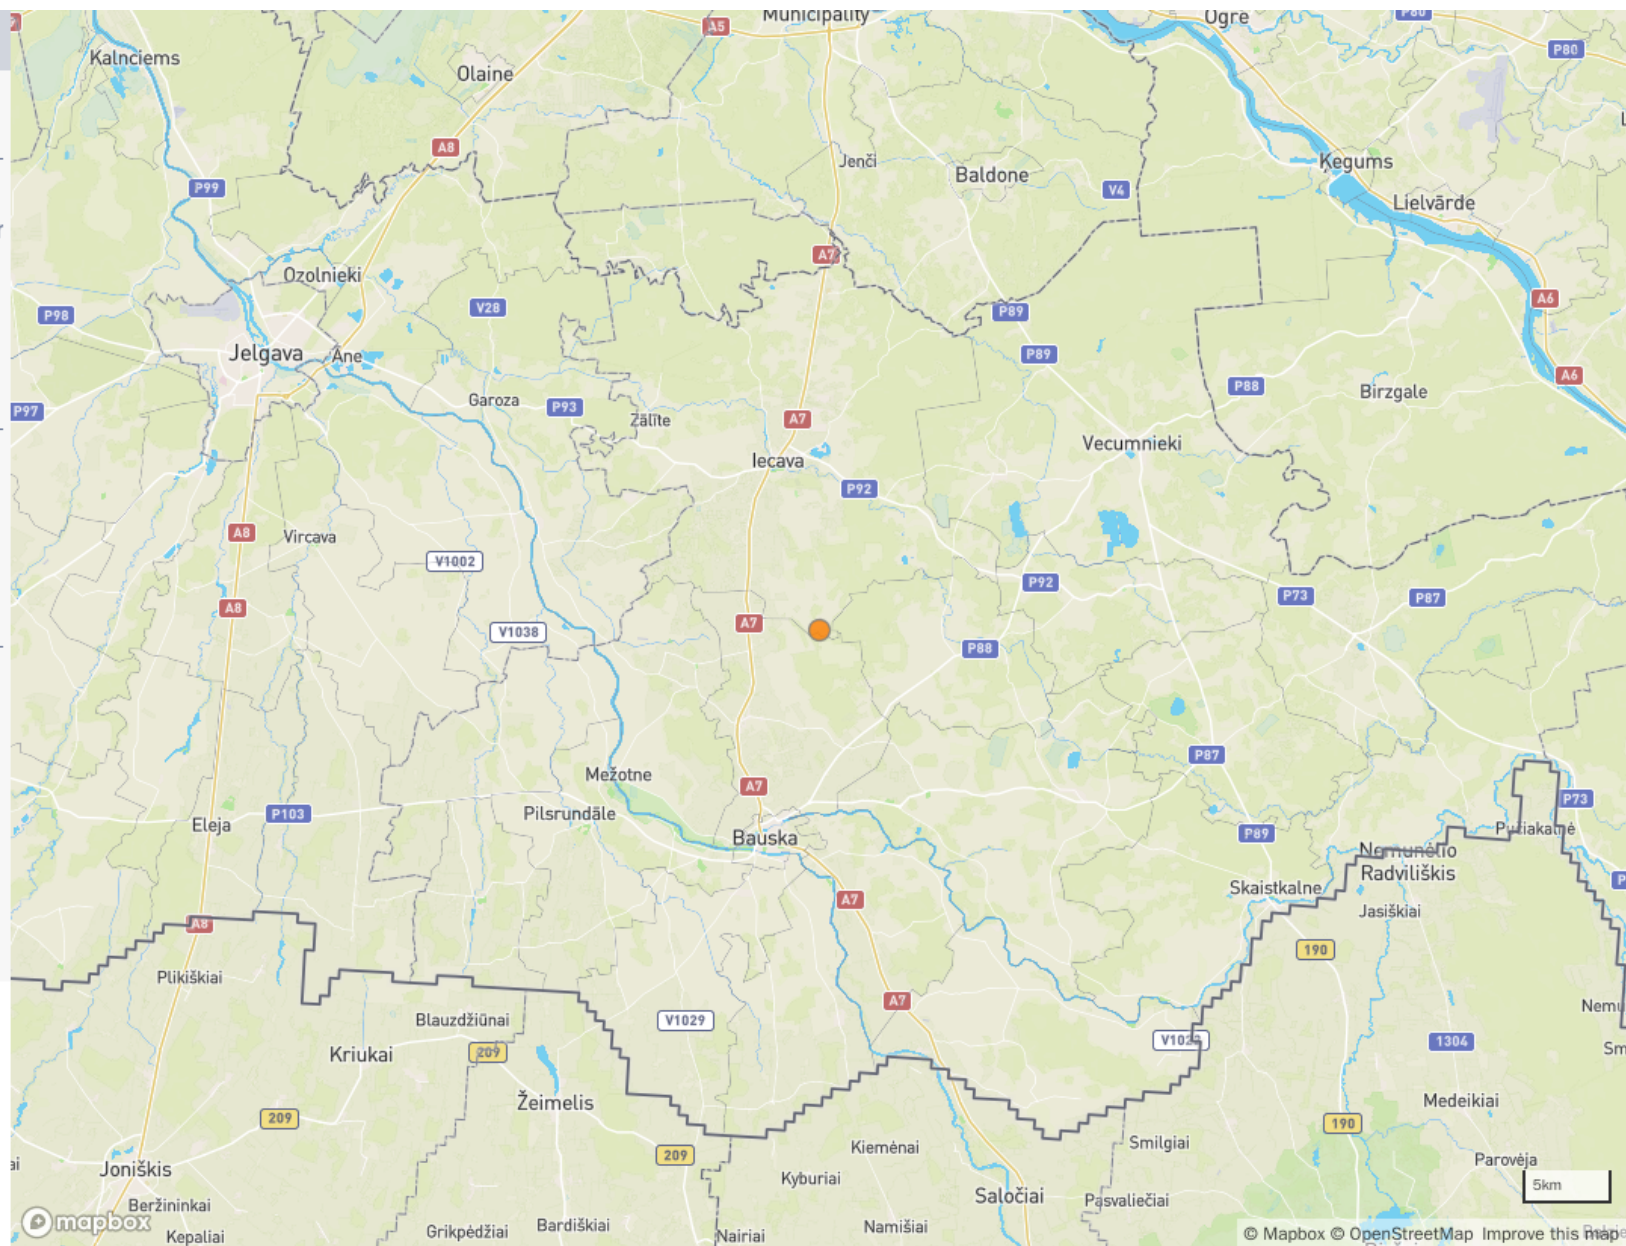 Municipality
Ogre
P80
A5
P80
Kalnciems
Olaine
A8
Jenči
Baldone
Ķegums
P99
V4
Lielvārde
A7
Ozolnieki
P98
V28
P89
A6
Jelgava
Āne
P89
P88
A6
Birzgale
P97
Garoza
P93
Zālīte
A7
Vecumnieki
Iecava
P92
A8
Vircava
V1002
P92
P73
P87
A8
V1038
A7
P88
P87
Mežotne
A7
P73
Eleja
P103
Pilsrundāle
Bauska
P89
Pužiakalnė
Nemunėlio
Radviliškis
Skaistkalne
Jasiškiai
A8
A7
190
Plikiškiai
A7
Blauzdžiūnai
V1029
Kriukai
209
1304
Žeimelis
Medeikiai
209
190
Kiemėnai
Smilgiai
209
Joniškis
Parovėja
Kyburiai
5km
Saločiai
Pasvaliečiai
Beržininkai
mapbox
Grikpėdžiai
Bardiškiai
Namišiai
Nairiai
Kepaliai
© Mapbox © OpenStreetMap Improve this map